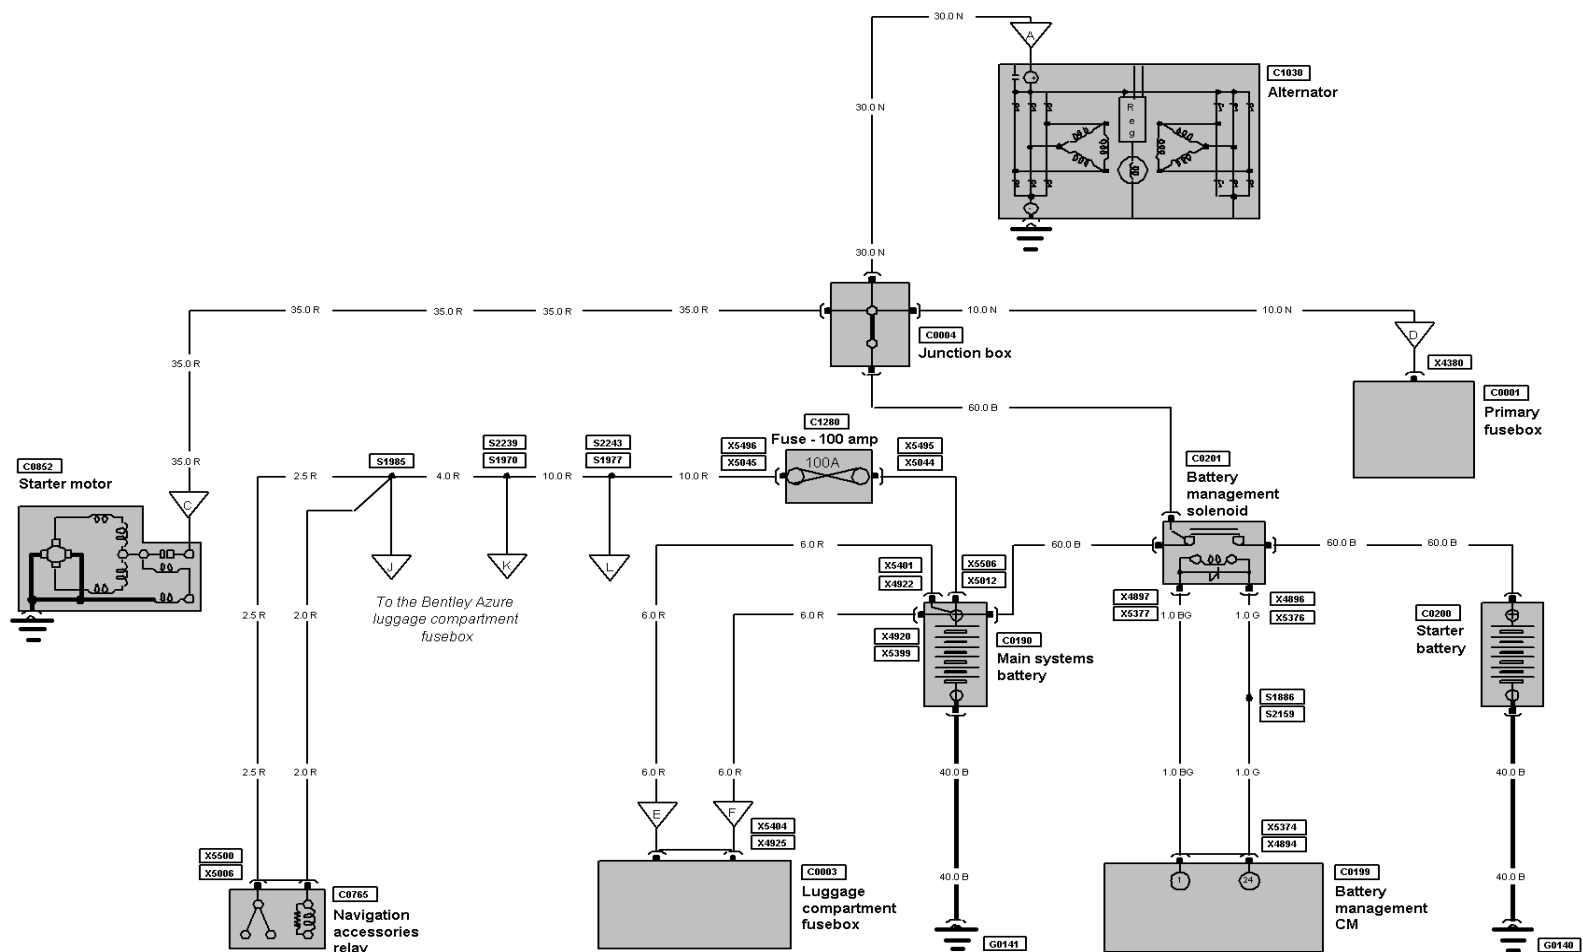 30.0 N
A
C1030
Alternator
R
e
g
30.0 N
30.0 N
35.0 R
35.0 R
35.0 R
35.0 R
10.0 N
10.0 N
C0004
Junction box
D
X4380
C0001
Primary
fusebox
35.0 R
60.0 B
C1280
Fuse - 100 amp
100A
X5496
X5045
X5495
X5044
S2239
S1970
S2243
S1977
S1985
2.5 R
4.0 R
10.0 R
10.0 R
35.0 R
C0852
Starter motor
C
C0201
Battery
management
solenoid
J
K
L
To the Bentley Azure
luggage compartment
fusebox
6.0 R
X5401
X4922
X5506
X5012
60.0 B
60.0 B
60.0 B
2.5 R
2.0 R
6.0 R
6.0 R
X4920
X5399
C0190
Main systems
battery
X4897
X5377
1.0 BG
1.0 G
X4896
X5376
C0200
Starter
battery
S1886
S2159
2.5 R
2.0 R
6.0 R
6.0 R
40.0 B
1.0 BG
1.0 G
40.0 B
E
F
X5404
X4925
X5374
X4894
X5500
X5006
C0765
Navigation
accessories
relay
C0003
Luggage
compartment
fusebox
40.0 B
G0141
1
24
C0199
Battery
management
CM
40.0 B
G0140